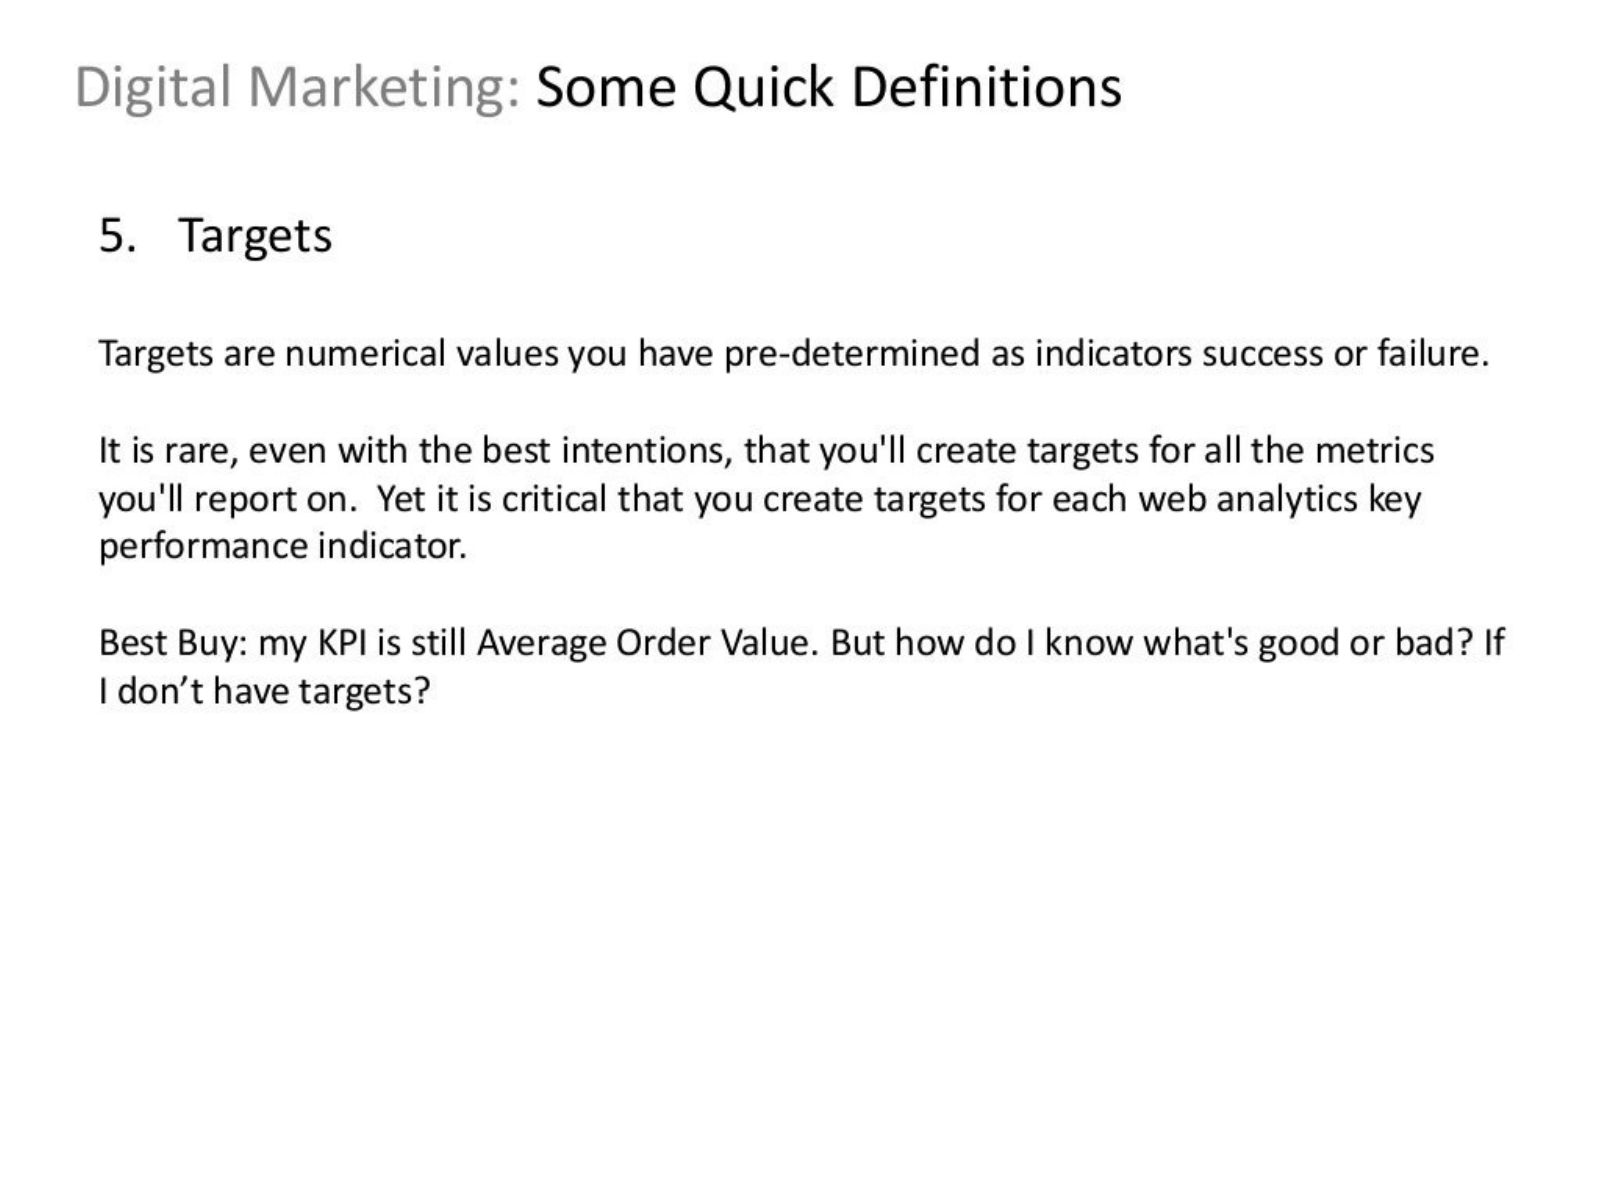 Digital Marketing: Some Quick Definitions
5. Targets
Targets are numerical values you have pre-determined as indicators success or failure.
It is rare, even with the best intentions, that you'll create targets for all the metrics
you'll report on.  Yet it is critical that you create targets for each web analytics key
performance indicator.
Best Buy: my KPI is still Average Order Value. But how do I know what's good or bad? If
I don’t have targets?